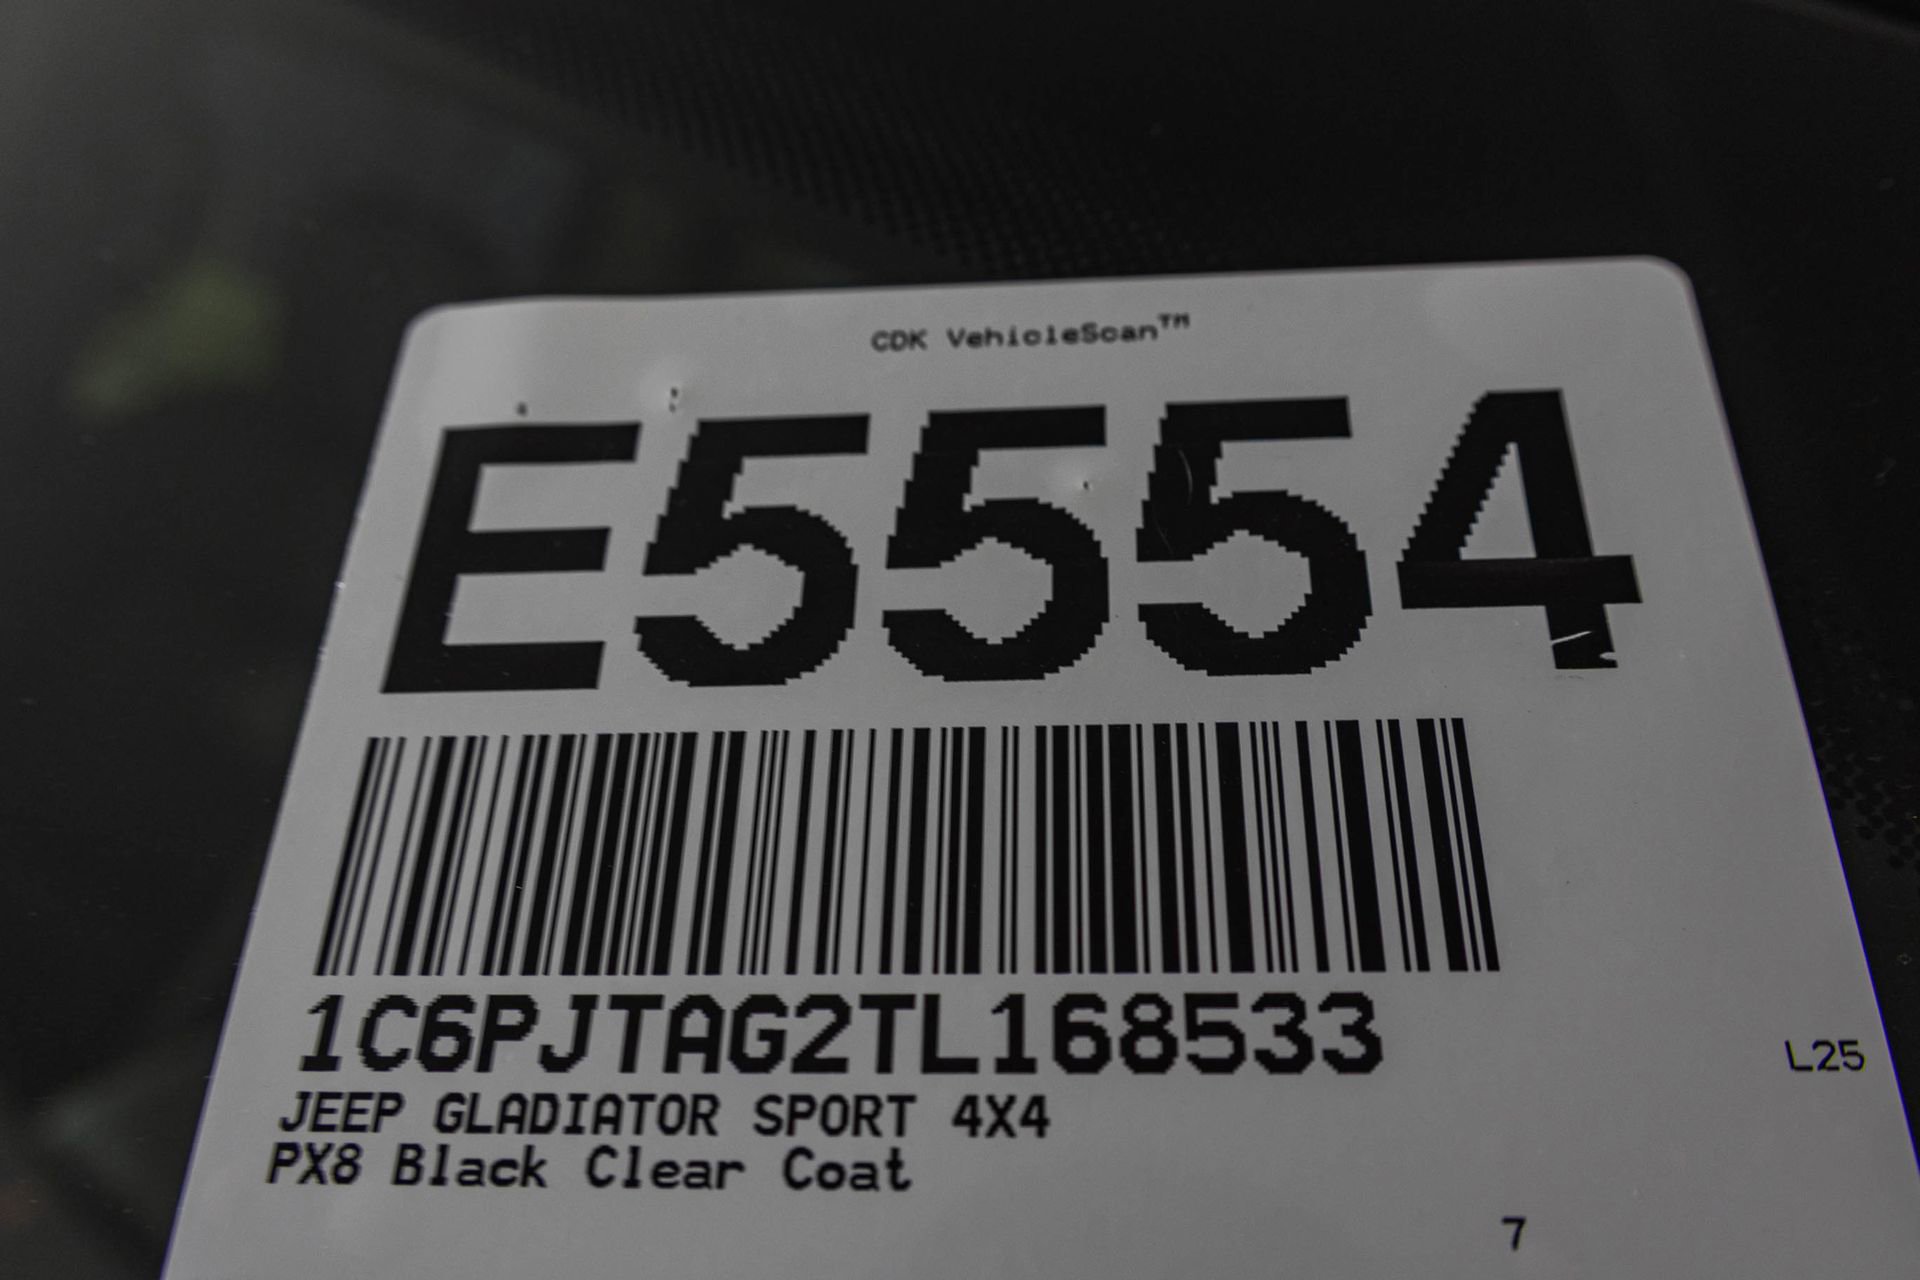 CDK VehicleScan™
E5554
1C6PJTAG2TL168533
L25
JEEP GLADIATOR SPORT 4X4
PX8 Black Clear Coat
7